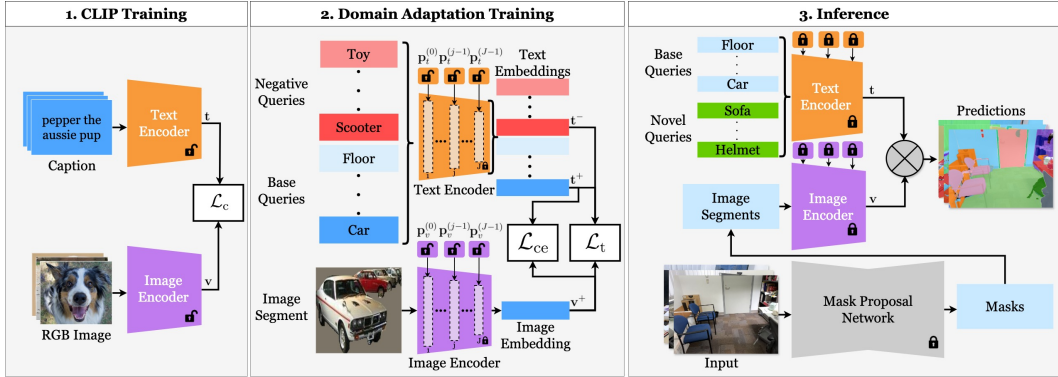 1. CLIP Training
pepper the
aussie pup
Caption
Text
Encoder
t
ℒc
RGB Image
Image
Encoder
v
2. Domain Adaptation Training
Negative
Queries
Toy
Scooter
Base
Queries
Floor
Car
p_t^(0) p_t^(j−1) p_t^(J−1)
Text Encoder
Text
Embeddings
t⁻
t⁺
ℒce
ℒt
p_v^(0) p_v^(j−1) p_v^(J−1)
Image
Segment
Image Encoder
v⁺
Image
Embedding
3. Inference
Base
Queries
Floor
Car
Novel
Queries
Sofa
Helmet
Text
Encoder
t
Predictions
Image
Segments
Image
Encoder
v
Input
Mask Proposal
Network
Masks